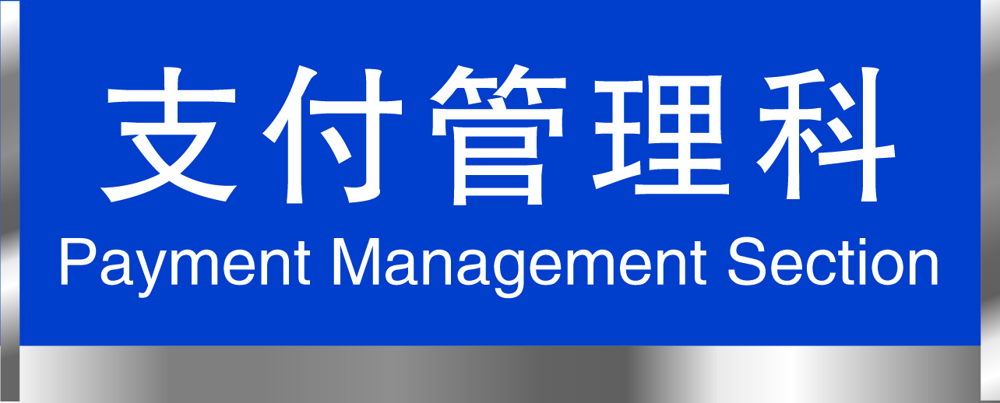 支付管理科
Payment Management Section